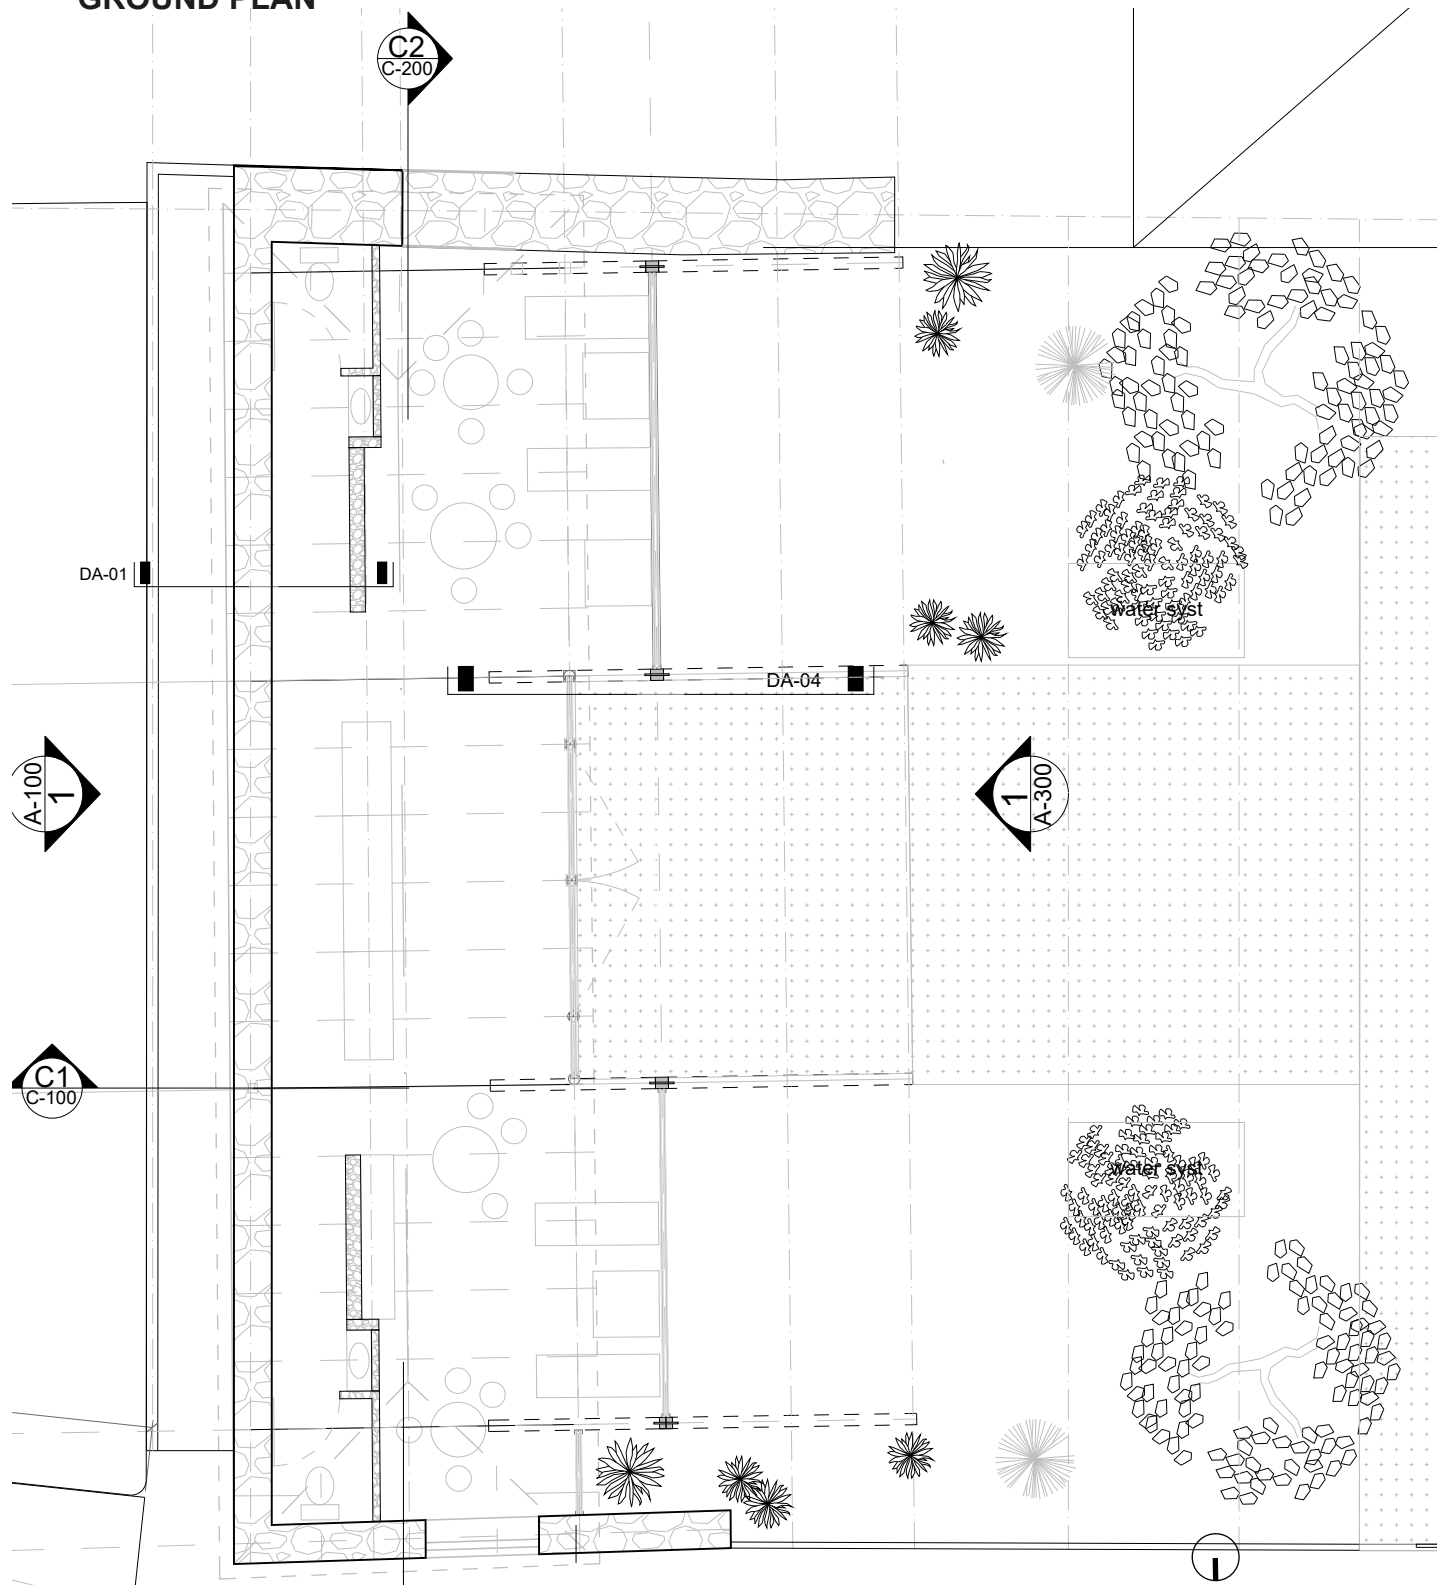 GROUND PLAN
C2
C-200
DA-01
water syst
DA-04
A-100
1
1
A-300
C1
C-100
water syst